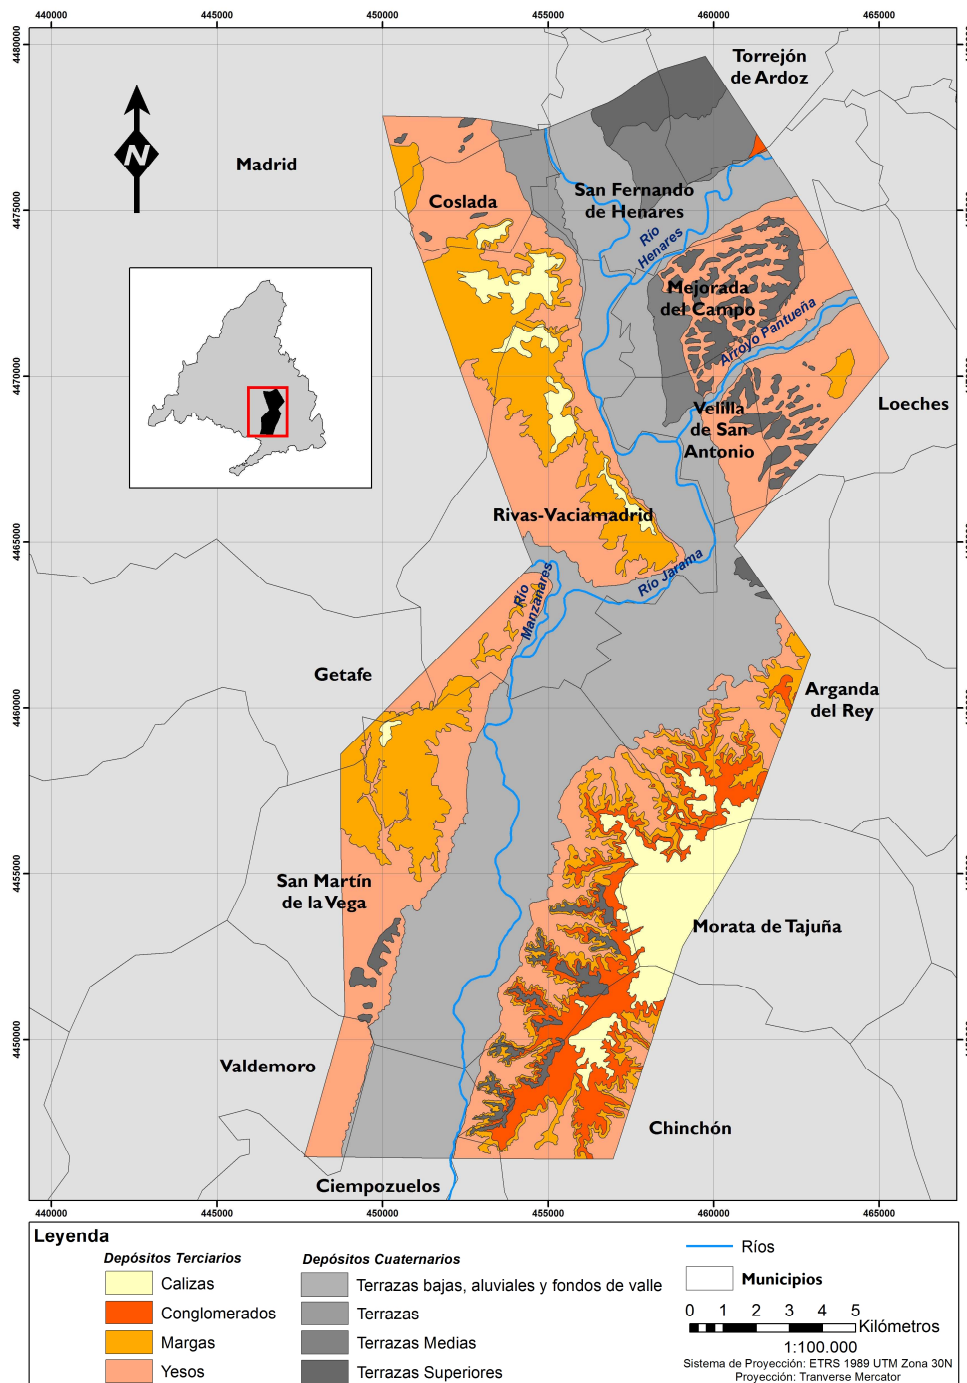 440000 445000 450000 455000 460000 465000
4480000
Torrejón
de Ardoz
N
Madrid
Coslada
San Fernando
de Henares
4475000
Río
Henares
Mejorada
del Campo
Arroyo Pantueña
4470000
Loeches
Velilla
de San
Antonio
Rivas-Vaciamadrid
4465000
Río Jarama
Río
Manzanares
Getafe
Arganda
del Rey
4460000
4455000
San Martín
de la Vega
Morata de Tajuña
4450000
Valdemoro
Chinchón
Ciempozuelos
440000 445000 450000 455000 460000 465000
Leyenda
Depósitos Terciarios
Calizas
Conglomerados
Margas
Yesos
Depósitos Cuaternarios
Terrazas bajas, aluviales y fondos de valle
Terrazas
Terrazas Medias
Terrazas Superiores
Ríos
Municipios
0 1 2 3 4 5
Kilómetros
1:100.000
Sistema de Proyección: ETRS 1989 UTM Zona 30N
Proyección: Tranverse Mercator